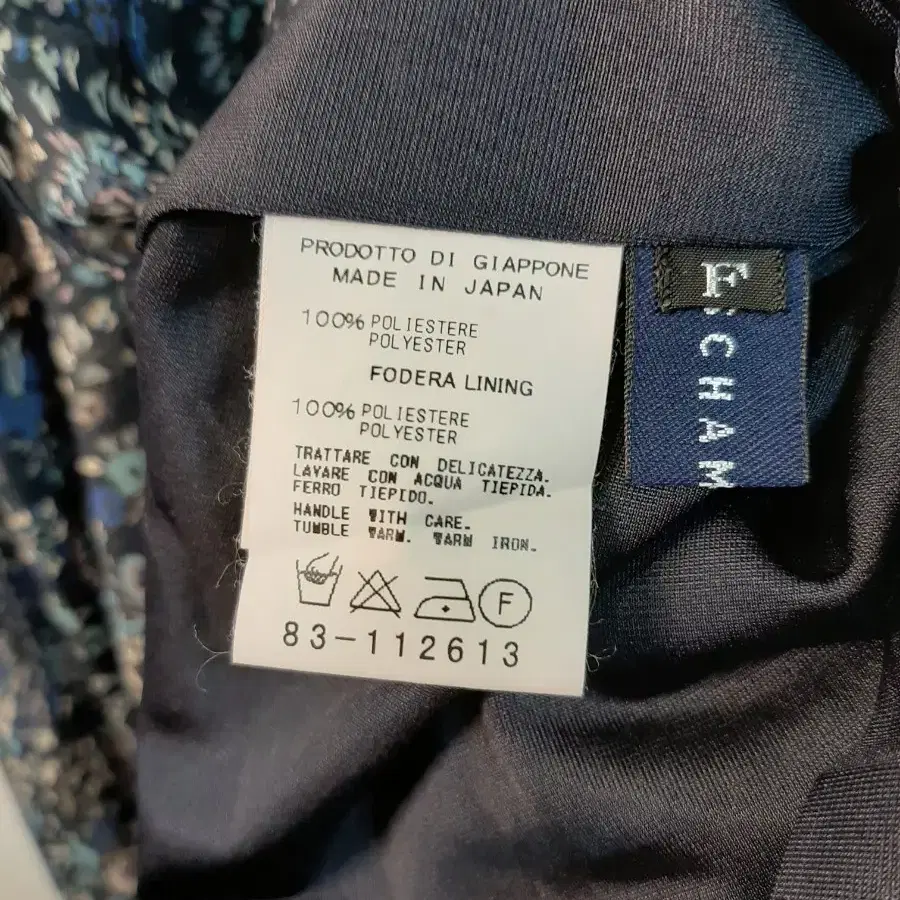 PRODOTTO DI GIAPPONE
MADE IN JAPAN
100% POLIESTERE
POLYESTER
FODERA LINING
100% POLIESTERE
POLYESTER
TRATTARE CON DELICATEZZA.
LAVARE CON ACQUA TIEPIDA.
FERRO TIEPIDO.
HANDLE WITH CARE.
TUMBLE WARM. WARM IRON.
F
83-112613
F
CHAM